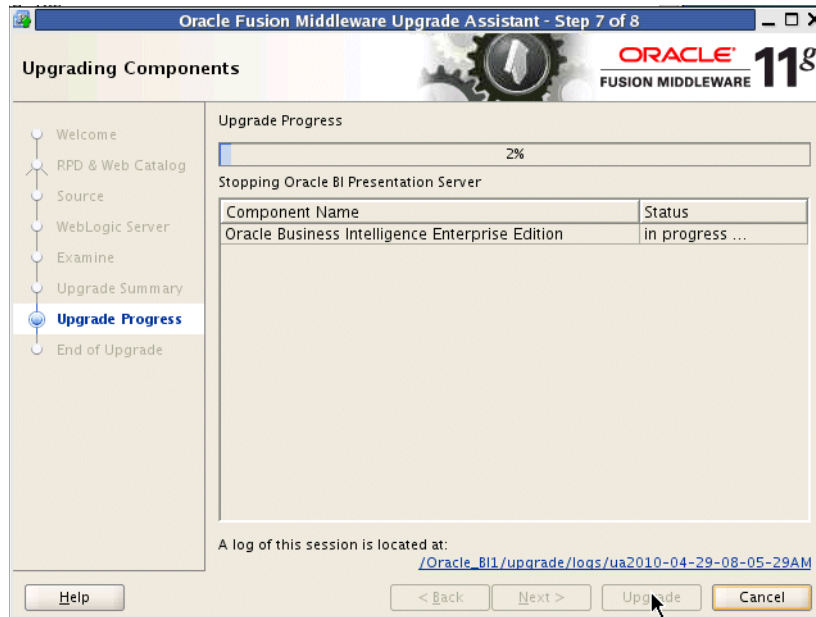 Oracle Fusion Middleware Upgrade Assistant - Step 7 of 8
Upgrading Components
ORACLE
FUSION MIDDLEWARE 11g
Welcome
RPD & Web Catalog
Source
WebLogic Server
Examine
Upgrade Summary
Upgrade Progress
End of Upgrade
Upgrade Progress
2%
Stopping Oracle BI Presentation Server
Component Name Status
Oracle Business Intelligence Enterprise Edition in progress ...
A log of this session is located at:
/Oracle_BI1/upgrade/logs/ua2010-04-29-08-05-29AM
Help < Back Next > Upgrade Cancel